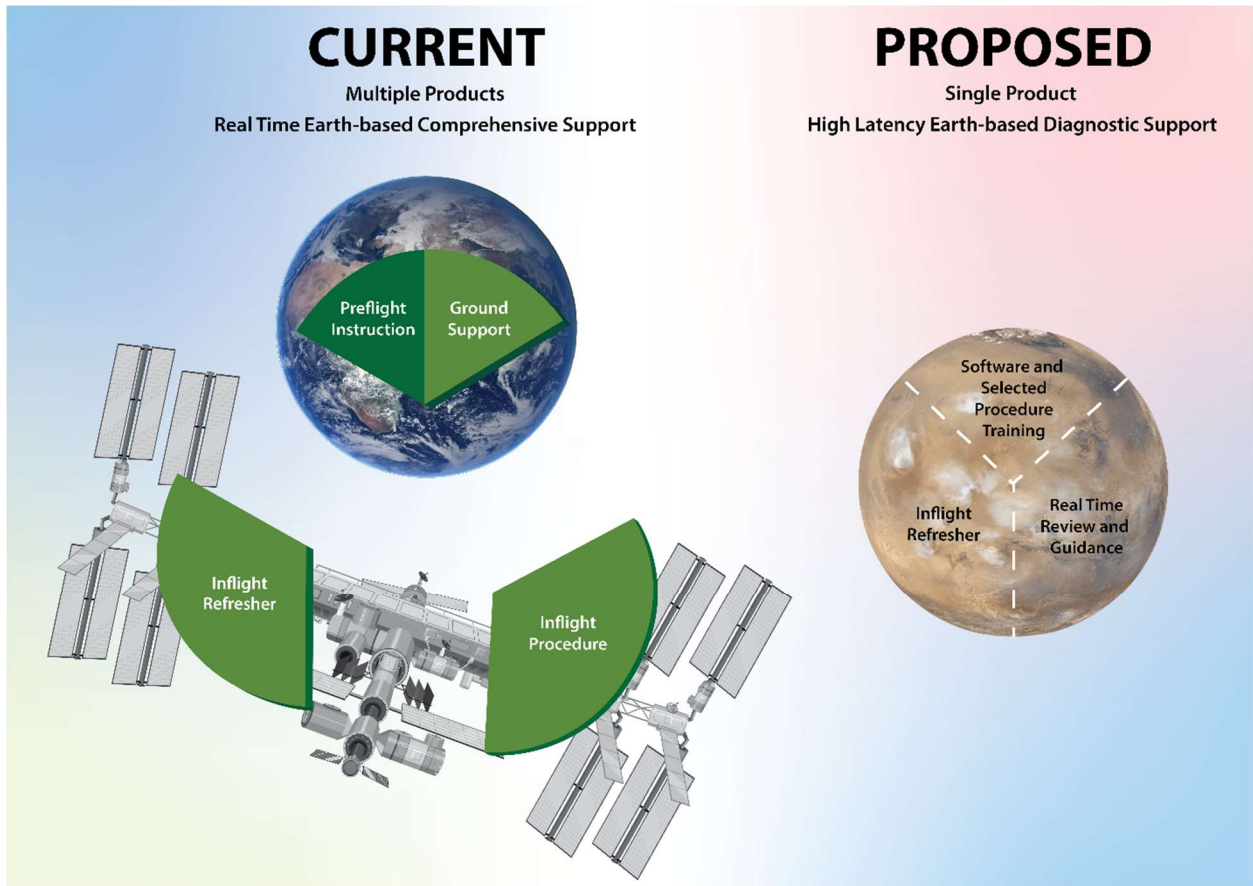 CURRENT
Multiple Products
Real Time Earth-based Comprehensive Support
PROPOSED
Single Product
High Latency Earth-based Diagnostic Support
Preflight
Instruction
Ground
Support
Inflight
Refresher
Inflight
Procedure
Software and
Selected
Procedure
Training
Inflight
Refresher
Real Time
Review and
Guidance